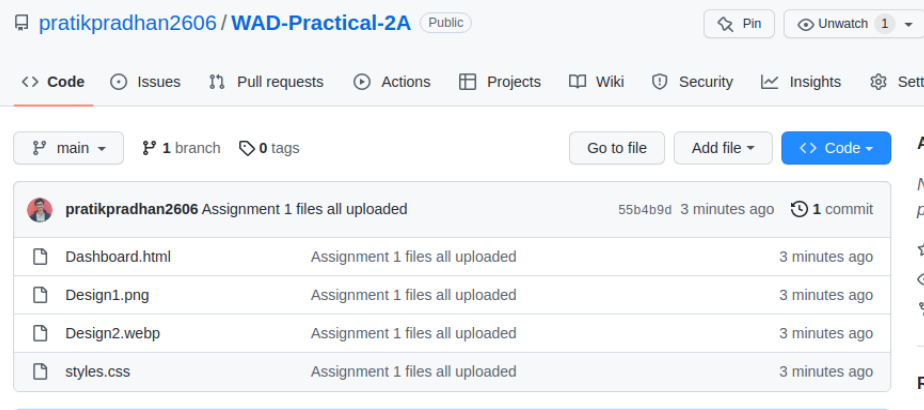 pratikpradhan2606 / WAD-Practical-2A Public Pin Unwatch 1
Code Issues Pull requests Actions Projects Wiki Security Insights Sett
main 1 branch 0 tags Go to file Add file Code
pratikpradhan2606 Assignment 1 files all uploaded 55b4b9d 3 minutes ago 1 commit
Dashboard.html Assignment 1 files all uploaded 3 minutes ago
Design1.png Assignment 1 files all uploaded 3 minutes ago
Design2.webp Assignment 1 files all uploaded 3 minutes ago
styles.css Assignment 1 files all uploaded 3 minutes ago